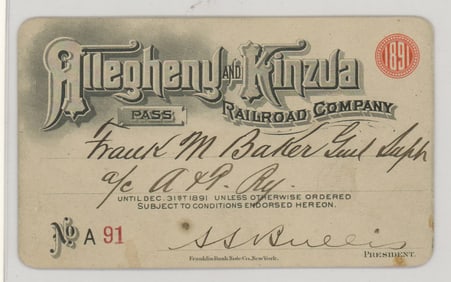 Allegheny AND Kinzua
1891
PASS RAILROAD COMPANY
Frank M Baker Genl Supt
a/c A & P. Ry.
UNTIL DEC. 31ST 1891 UNLESS OTHERWISE ORDERED
SUBJECT TO CONDITIONS ENDORSED HEREON.
No A 91
S S Bullis
Franklin Bank Note Co. New York.
PRESIDENT.